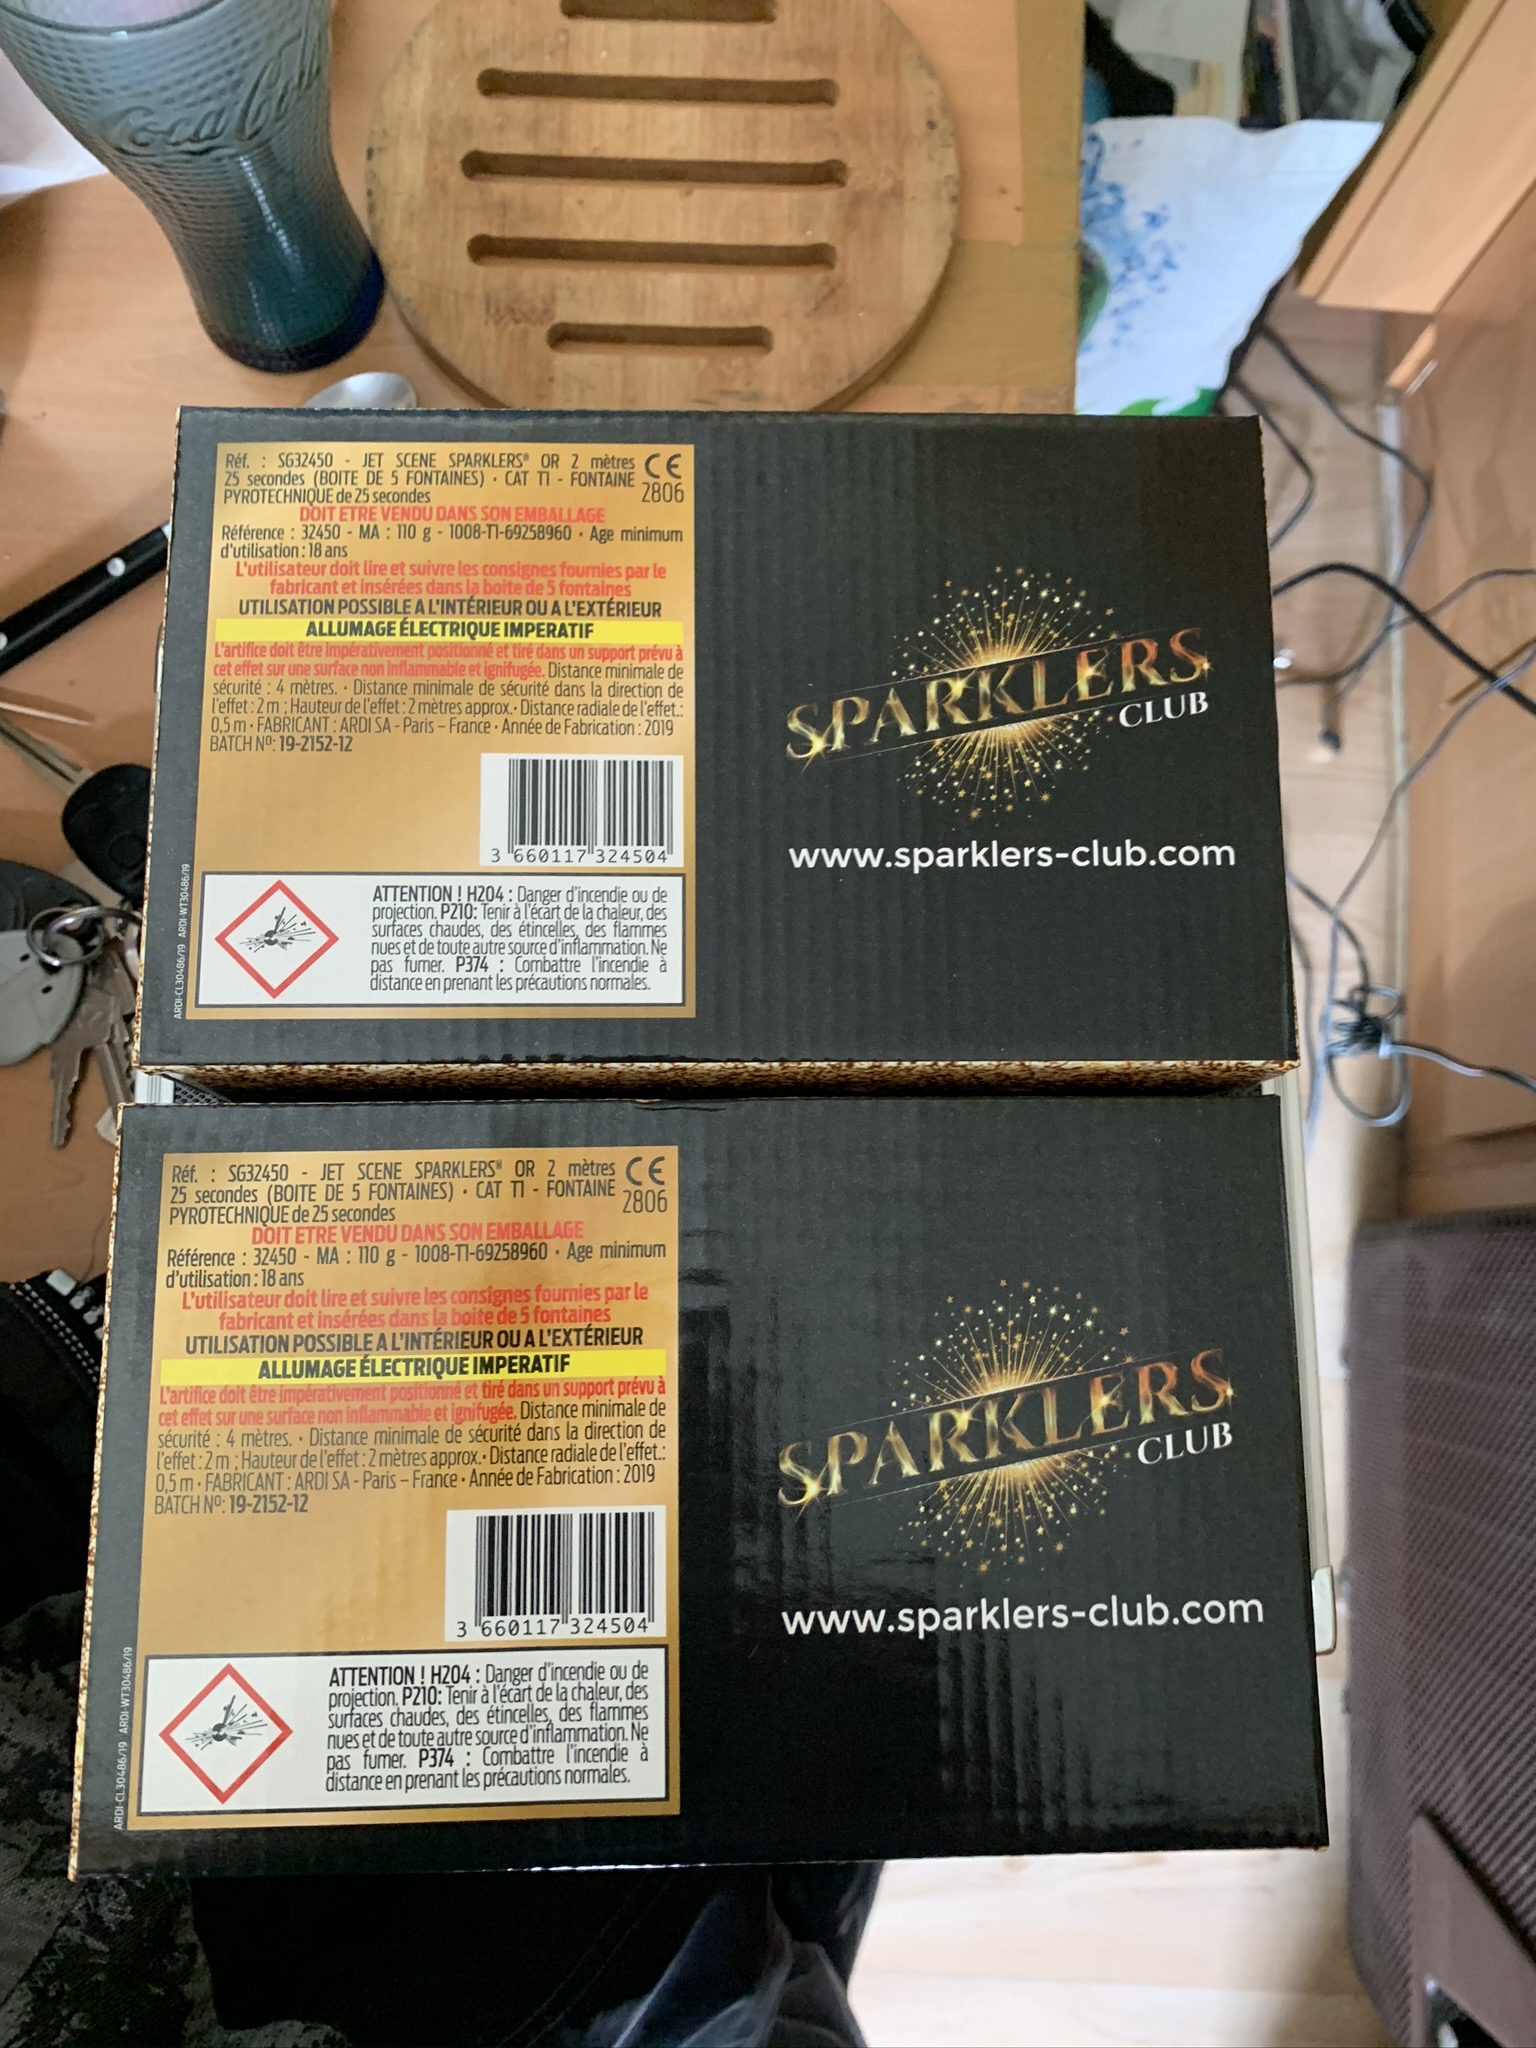 Coca-Cola
Réf. : SG32450 - JET SCENE SPARKLERS® OR 2 mètres
25 secondes (BOITE DE 5 FONTAINES) • CAT T1 - FONTAINE
PYROTECHNIQUE de 25 secondes
CE
2806
DOIT ETRE VENDU DANS SON EMBALLAGE
Référence : 32450 - MA : 110 g - 1008-T1-69258960 • Age minimum
d'utilisation : 18 ans
L'utilisateur doit lire et suivre les consignes fournies par le
fabricant et insérées dans la boite de 5 fontaines
UTILISATION POSSIBLE A L'INTÉRIEUR OU A L'EXTÉRIEUR
ALLUMAGE ÉLECTRIQUE IMPERATIF
L'artifice doit être impérativement positionné et tiré dans un support prévu à
cet effet sur une surface non inflammable et ignifugée. Distance minimale de
sécurité : 4 mètres. • Distance minimale de sécurité dans la direction de
l'effet : 2 m ; Hauteur de l'effet : 2 mètres approx.• Distance radiale de l'effet.:
0,5 m • FABRICANT : ARDI SA - Paris – France • Année de Fabrication : 2019
BATCH Nº: 19-2152-12
3 660117 324504
ATTENTION ! H204 : Danger d'incendie ou de
projection. P210: Tenir à l'écart de la chaleur, des
surfaces chaudes, des étincelles, des flammes
nues et de toute autre source d'inflammation. Ne
pas fumer. P374 : Combattre l'incendie à
distance en prenant les précautions normales.
ARDI-CL30486/19 ARDI-WT30486/19
SPARKLERS
CLUB
www.sparklers-club.com
Réf. : SG32450 - JET SCENE SPARKLERS® OR 2 mètres
25 secondes (BOITE DE 5 FONTAINES) • CAT T1 - FONTAINE
PYROTECHNIQUE de 25 secondes
CE
2806
DOIT ETRE VENDU DANS SON EMBALLAGE
Référence : 32450 - MA : 110 g - 1008-T1-69258960 • Age minimum
d'utilisation : 18 ans
L'utilisateur doit lire et suivre les consignes fournies par le
fabricant et insérées dans la boite de 5 fontaines
UTILISATION POSSIBLE A L'INTÉRIEUR OU A L'EXTÉRIEUR
ALLUMAGE ÉLECTRIQUE IMPERATIF
L'artifice doit être impérativement positionné et tiré dans un support prévu à
cet effet sur une surface non inflammable et ignifugée. Distance minimale de
sécurité : 4 mètres. • Distance minimale de sécurité dans la direction de
l'effet : 2 m ; Hauteur de l'effet : 2 mètres approx.• Distance radiale de l'effet.:
0,5 m • FABRICANT : ARDI SA - Paris – France • Année de Fabrication : 2019
BATCH Nº: 19-2152-12
3 660117 324504
ATTENTION ! H204 : Danger d'incendie ou de
projection. P210: Tenir à l'écart de la chaleur, des
surfaces chaudes, des étincelles, des flammes
nues et de toute autre source d'inflammation. Ne
pas fumer. P374 : Combattre l'incendie à
distance en prenant les précautions normales.
ARDI-CL30486/19 ARDI-WT30486/19
SPARKLERS
CLUB
www.sparklers-club.com